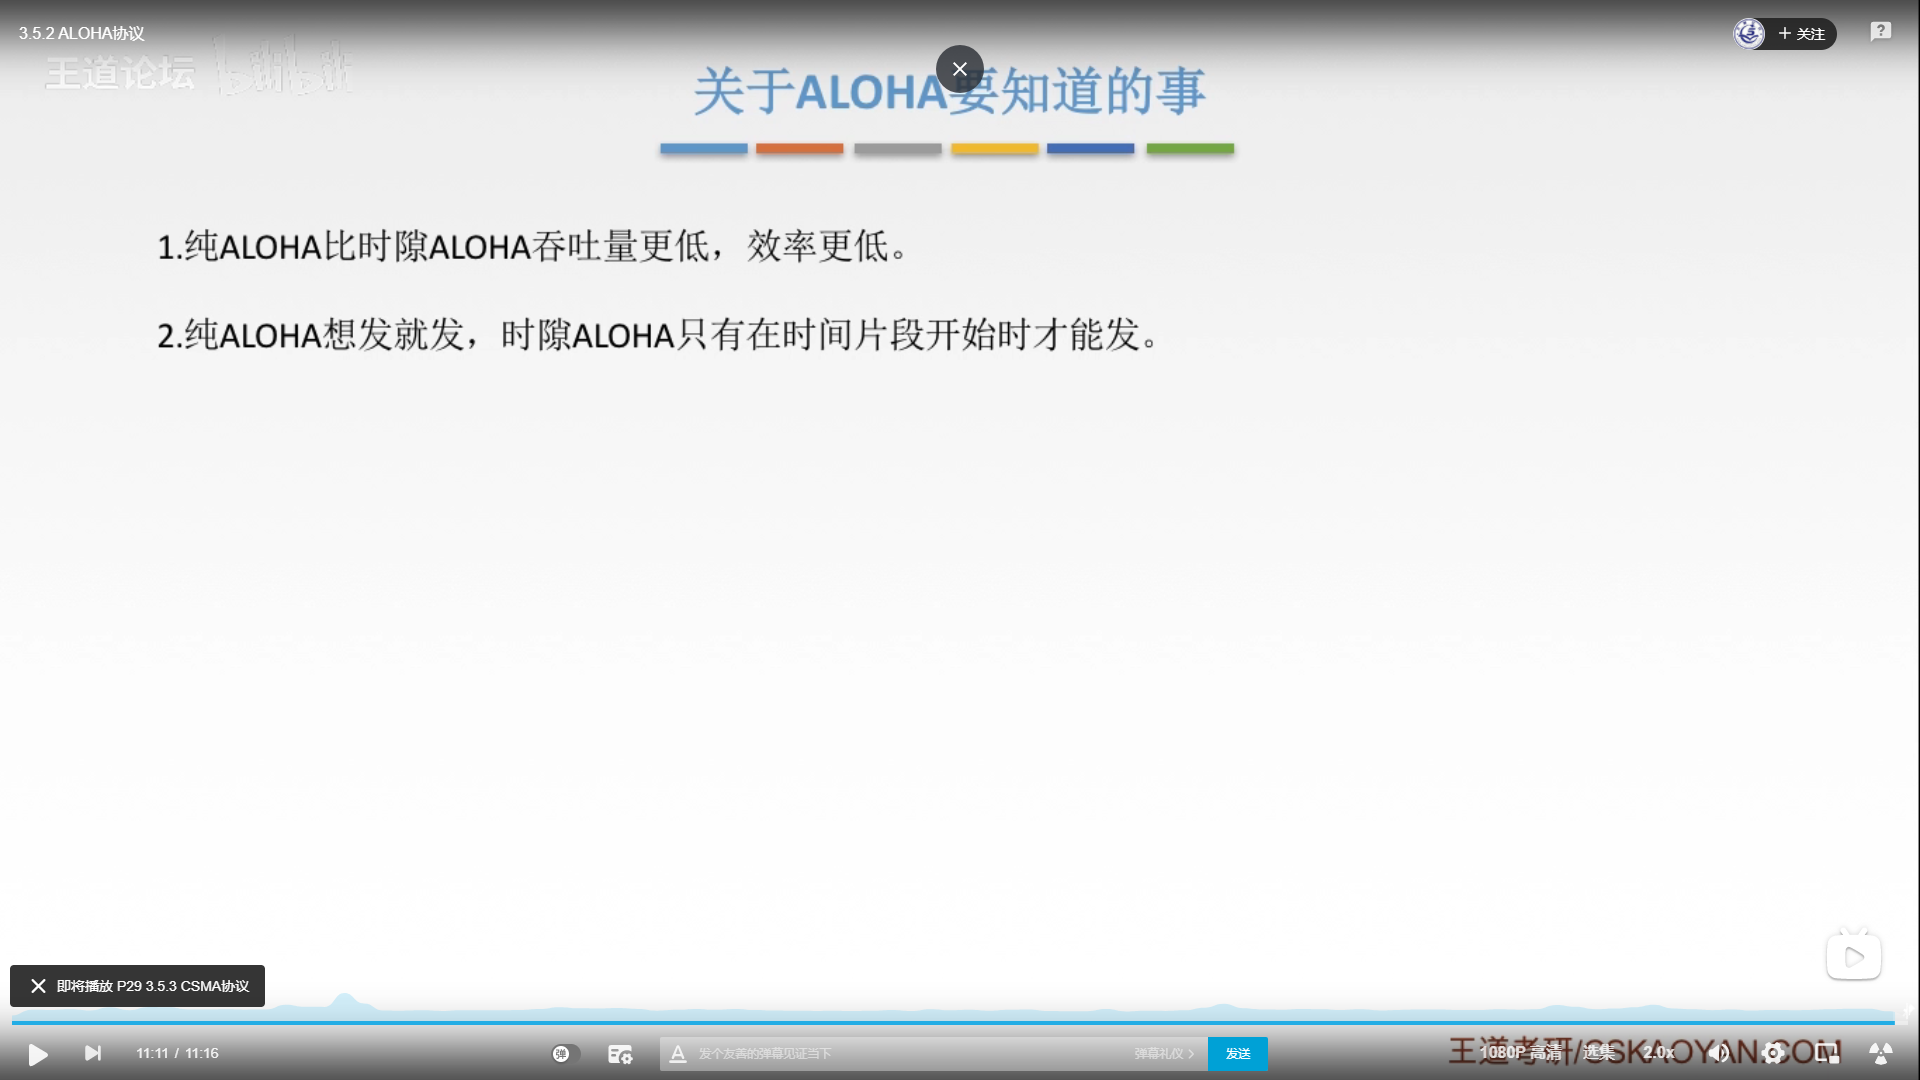 3.5.2 ALOHA协议
+ 关注
王道论坛 bilibili
关于ALOHA要知道的事
1.纯ALOHA比时隙ALOHA吞吐量更低，效率更低。
2.纯ALOHA想发就发，时隙ALOHA只有在时间片段开始时才能发。
即将播放 P29 3.5.3 CSMA协议
11:11 / 11:16
弹
发个友善的弹幕见证当下
弹幕礼仪 >
发送
王道考研/CSKAOYAN.COM
1080P 高清
选集
2.0x